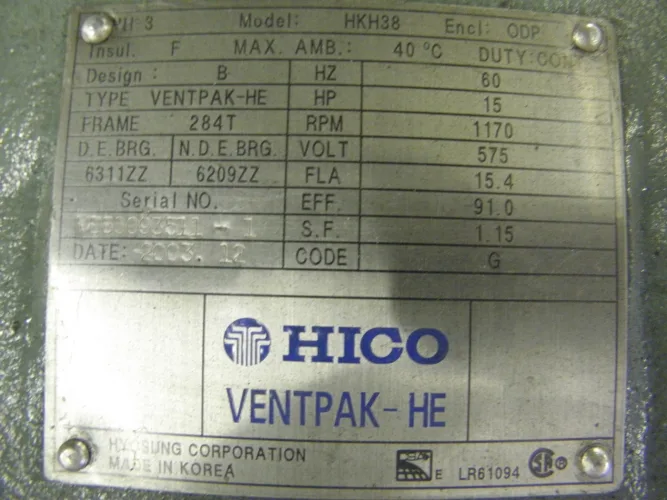 3 Model: HKH38 Encl: ODP
Insul. F MAX. AMB.: 40 °C DUTY:CON
Design : B HZ 60
TYPE VENTPAK-HE HP 15
FRAME 284T RPM 1170
D.E.BRG. N.D.E.BRG. VOLT 575
6311ZZ 6209ZZ FLA 15.4
Serial NO. EFF. 91.0
S.F. 1.15
DATE: 2003. 12 CODE G
HICO
VENTPAK-HE
HYOSUNG CORPORATION
MADE IN KOREA
E LR61094